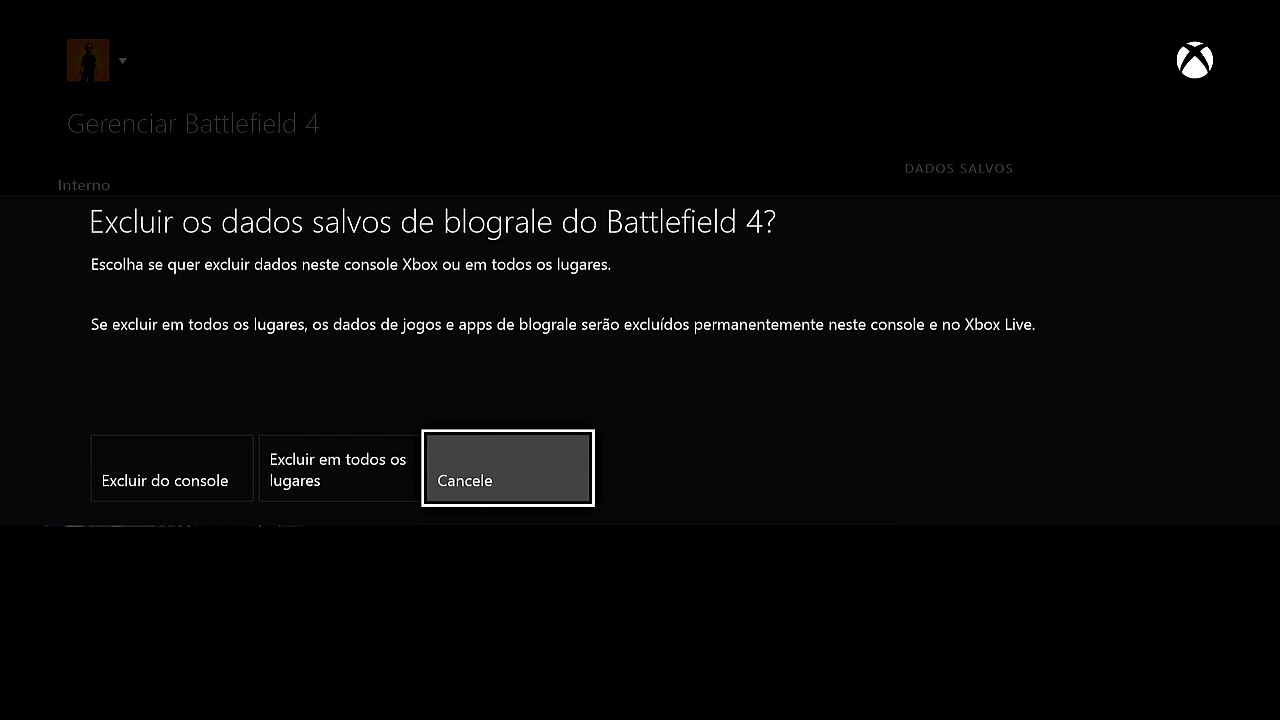 Gerenciar Battlefield 4
DADOS SALVOS
Interno
Excluir os dados salvos de blograle do Battlefield 4?
Escolha se quer excluir dados neste console Xbox ou em todos os lugares.
Se excluir em todos os lugares, os dados de jogos e apps de blograle serão excluídos permanentemente neste console e no Xbox Live.
Excluir do console
Excluir em todos os
lugares
Cancele